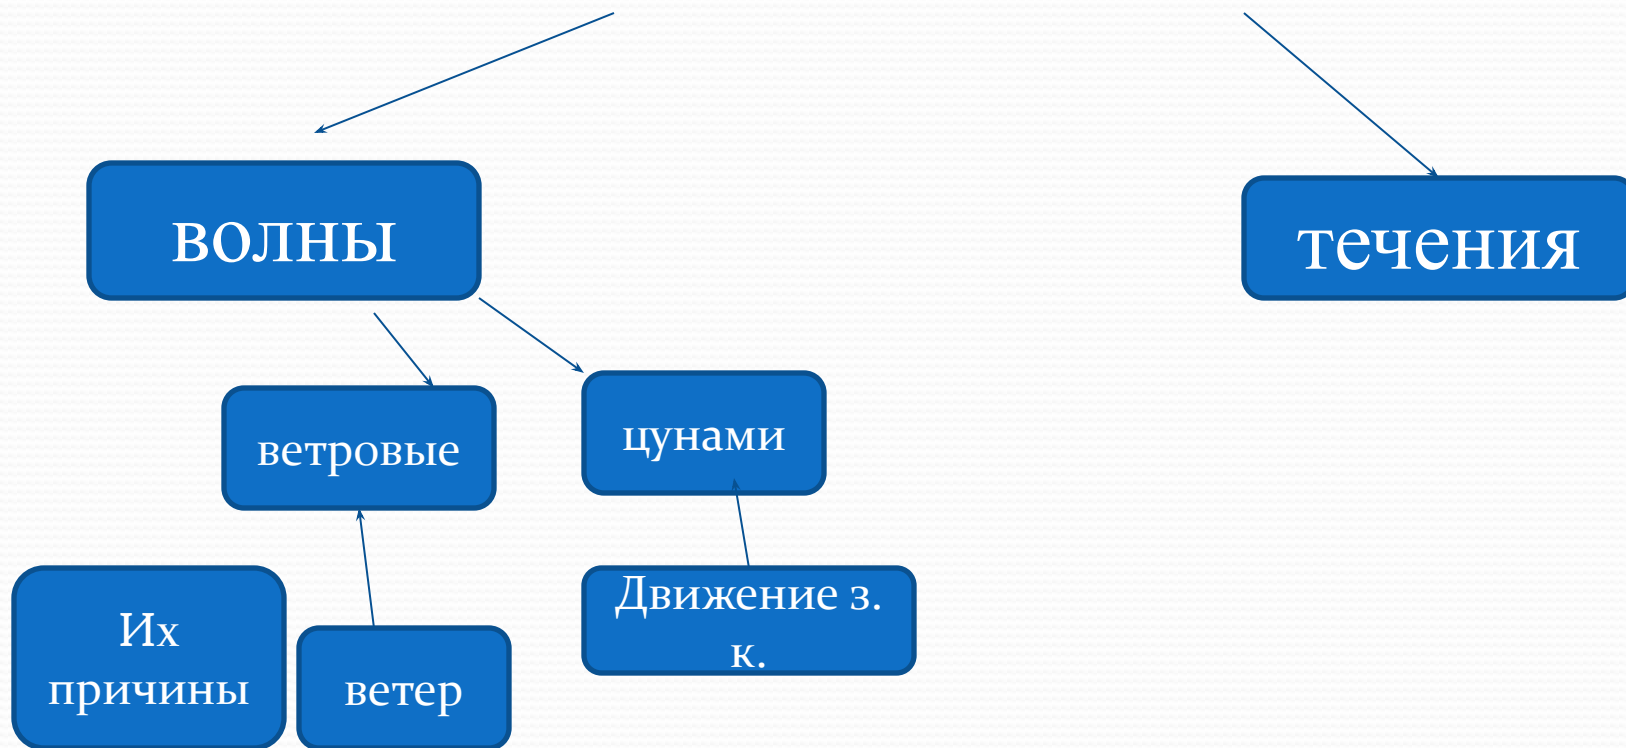 волны
течения
ветровые
цунами
Их
причины
ветер
Движение з.
к.